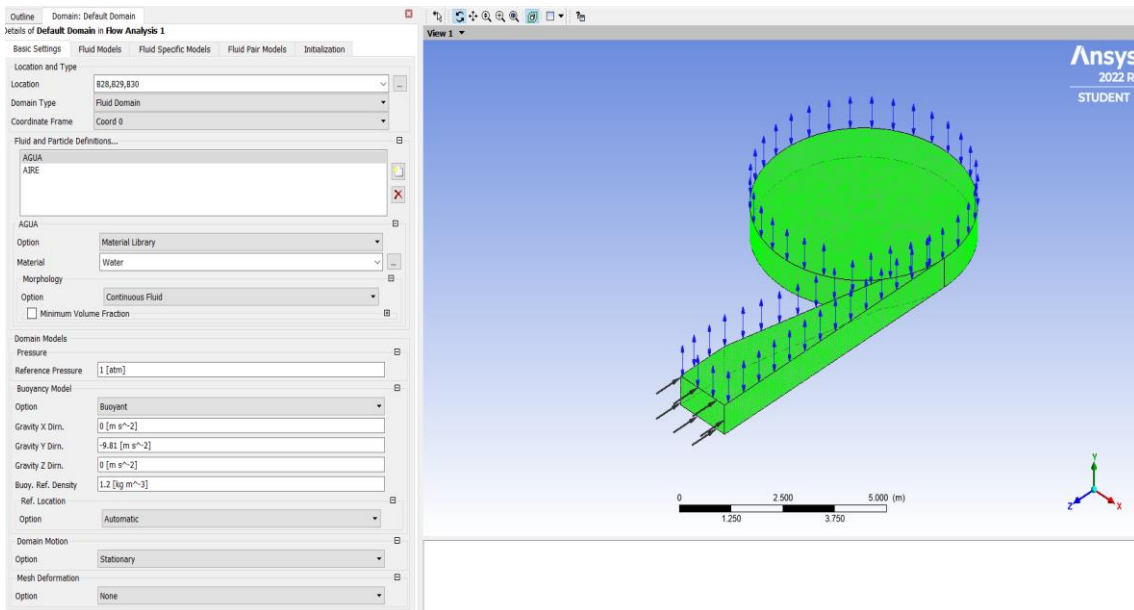 Outline Domain: Default Domain
Details of Default Domain in Flow Analysis 1
Basic Settings Fluid Models Fluid Specific Models Fluid Pair Models Initialization
Location and Type
Location B28,B29,B30
Domain Type Fluid Domain
Coordinate Frame Coord 0
Fluid and Particle Definitions...
AGUA
AIRE
AGUA
Option Material Library
Material Water
Morphology
Option Continuous Fluid
Minimum Volume Fraction
Domain Models
Pressure
Reference Pressure 1 [atm]
Buoyancy Model
Option Buoyant
Gravity X Dirn. 0 [m s^-2]
Gravity Y Dirn. -9.81 [m s^-2]
Gravity Z Dirn. 0 [m s^-2]
Buoy. Ref. Density 1.2 [kg m^-3]
Ref. Location
Option Automatic
Domain Motion
Option Stationary
Mesh Deformation
Option None
View 1
Ansys
2022 R
STUDENT
0 2.500 5.000 (m)
1.250 3.750
Y
Z X